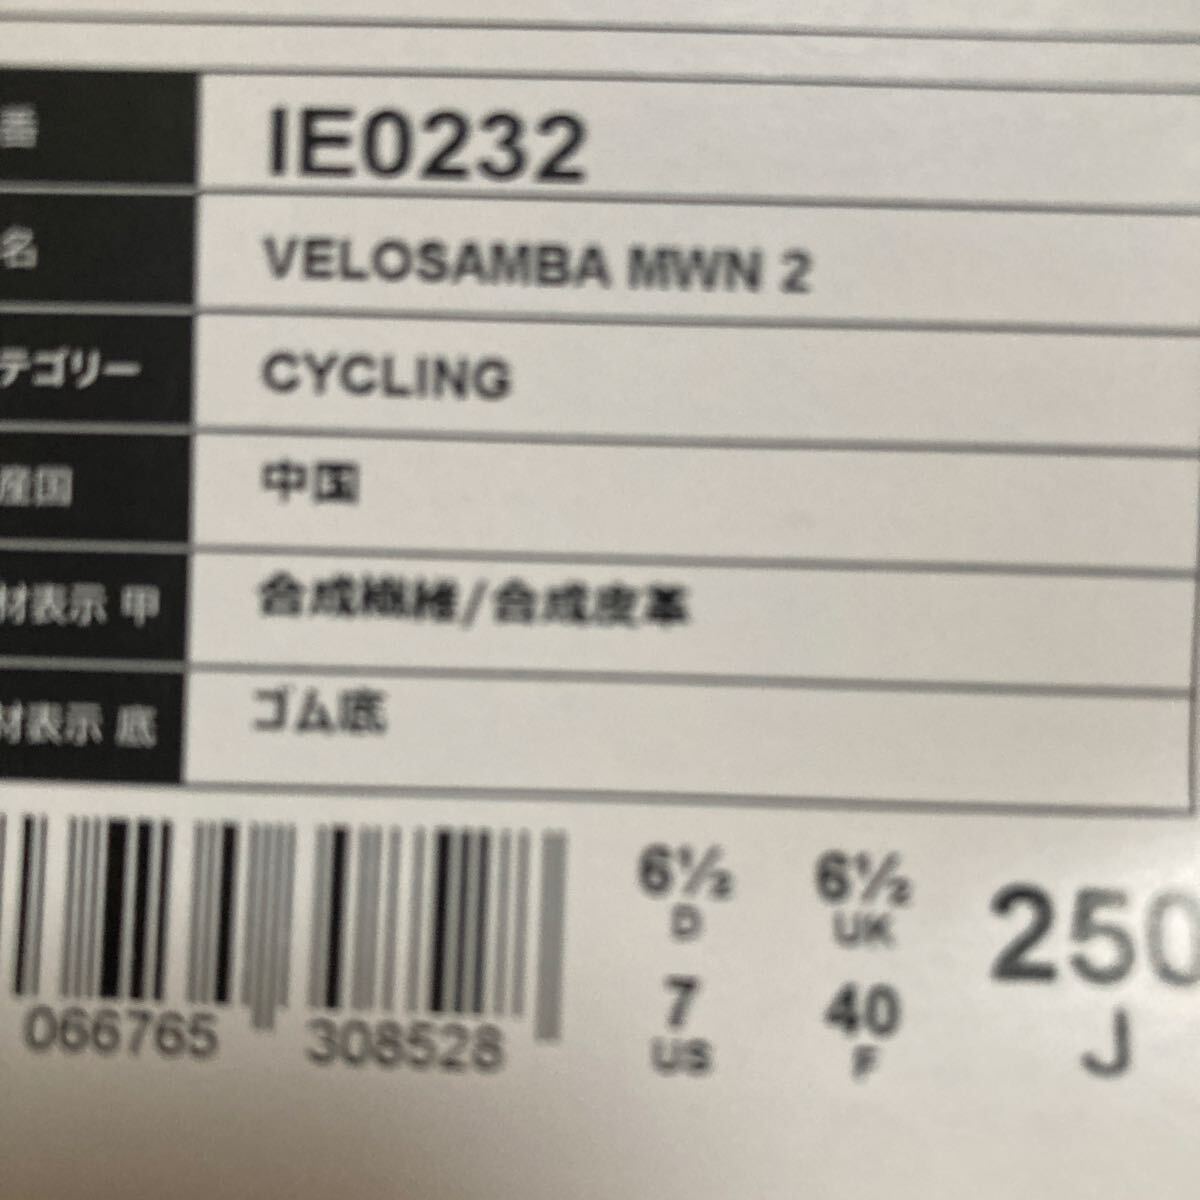 番 IE0232
名 VELOSAMBA MWN 2
テゴリー CYCLING
産国 中国
材表示 甲 合成繊維/合成皮革
材表示 底 ゴム底
066765 308528
6½ D
6½ UK
7 US
40 F
250 J